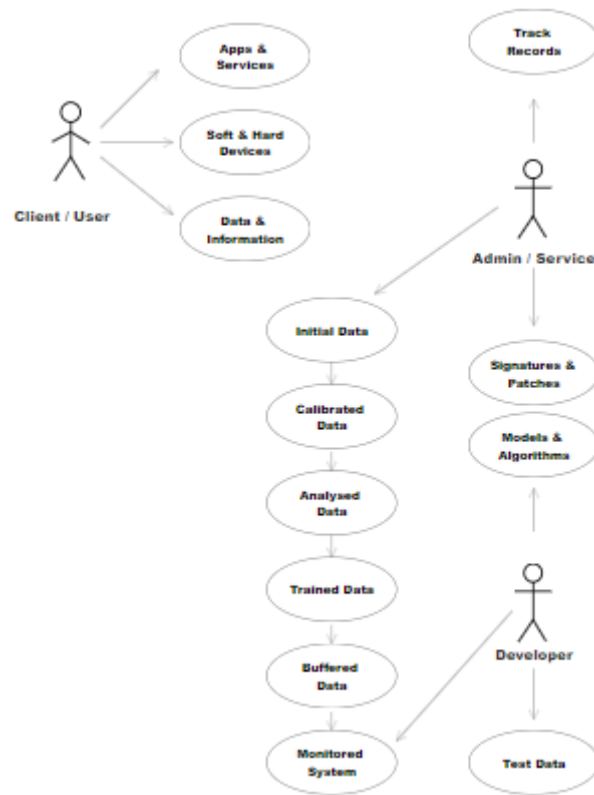 Apps &
Services
Track
Records
Soft & Hard
Devices
Client / User
Data &
Information
Admin / Service
Initial Data
Signatures &
Patches
Calibrated
Data
Models &
Algorithms
Analysed
Data
Trained Data
Developer
Buffered
Data
Monitored
System
Test Data